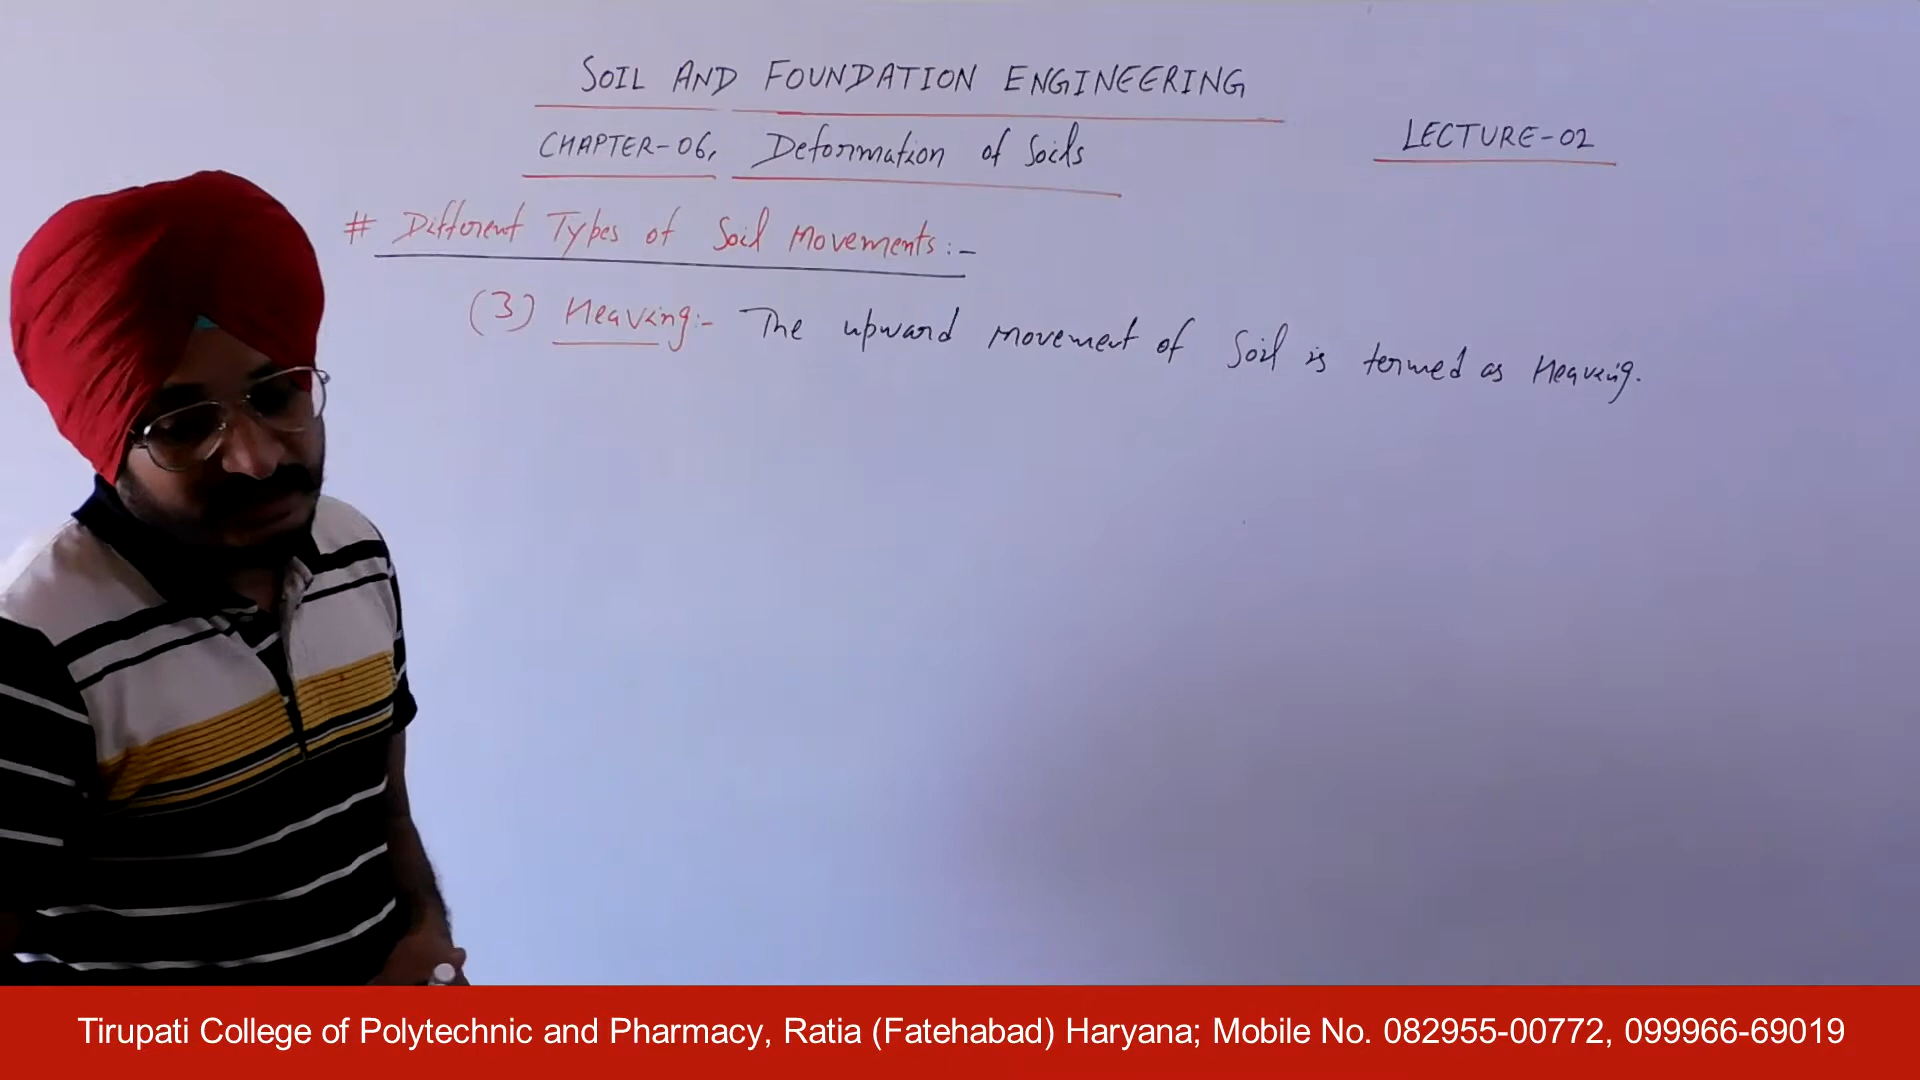 SOIL AND FOUNDATION ENGINEERING
CHAPTER-06, Deformation of Soils
LECTURE-02
# Different Types of Soil Movements:-
(3) Heaving:- The upward movement of Soil is termed as Heaving.
Tirupati College of Polytechnic and Pharmacy, Ratia (Fatehabad) Haryana; Mobile No. 082955-00772, 099966-69019